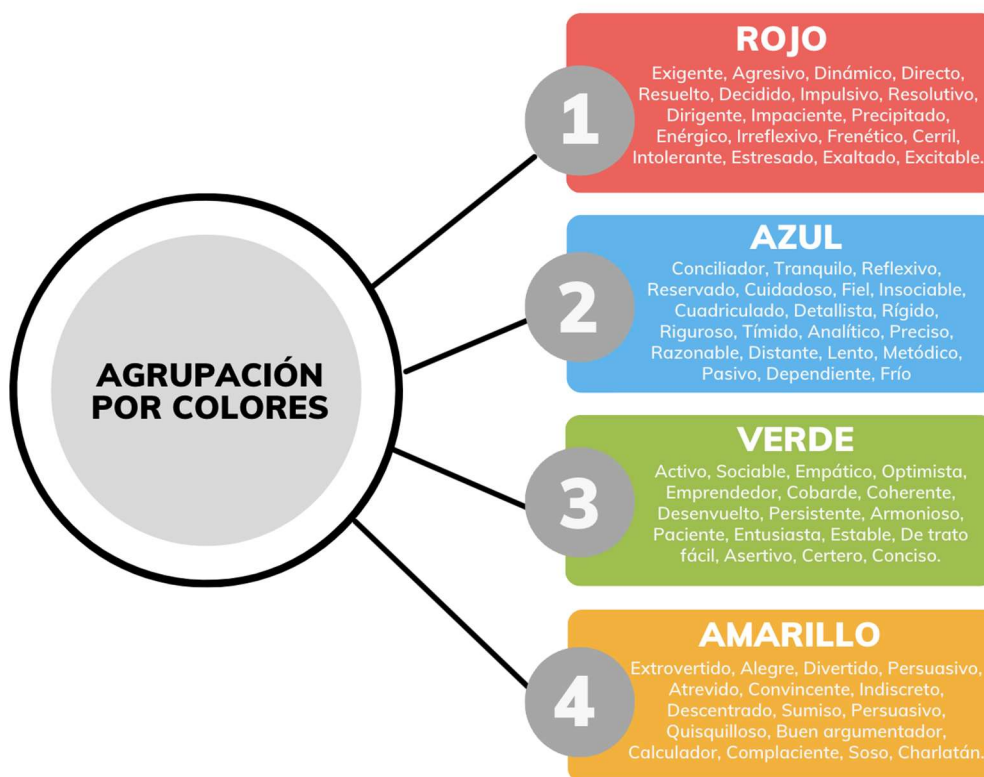 AGRUPACIÓN
POR COLORES
1
ROJO
Exigente, Agresivo, Dinámico, Directo,
Resuelto, Decidido, Impulsivo, Resolutivo,
Dirigente, Impaciente, Precipitado,
Enérgico, Irreflexivo, Frenético, Cerril,
Intolerante, Estresado, Exaltado, Excitable.
2
AZUL
Conciliador, Tranquilo, Reflexivo,
Reservado, Cuidadoso, Fiel, Insociable,
Cuadriculado, Detallista, Rígido,
Riguroso, Tímido, Analítico, Preciso,
Razonable, Distante, Lento, Metódico,
Pasivo, Dependiente, Frío
3
VERDE
Activo, Sociable, Empático, Optimista,
Emprendedor, Cobarde, Coherente,
Desenvuelto, Persistente, Armonioso,
Paciente, Entusiasta, Estable, De trato
fácil, Asertivo, Certero, Conciso.
4
AMARILLO
Extrovertido, Alegre, Divertido, Persuasivo,
Atrevido, Convincente, Indiscreto,
Descentrado, Sumiso, Persuasivo,
Quisquilloso, Buen argumentador,
Calculador, Complaciente, Soso, Charlatán.